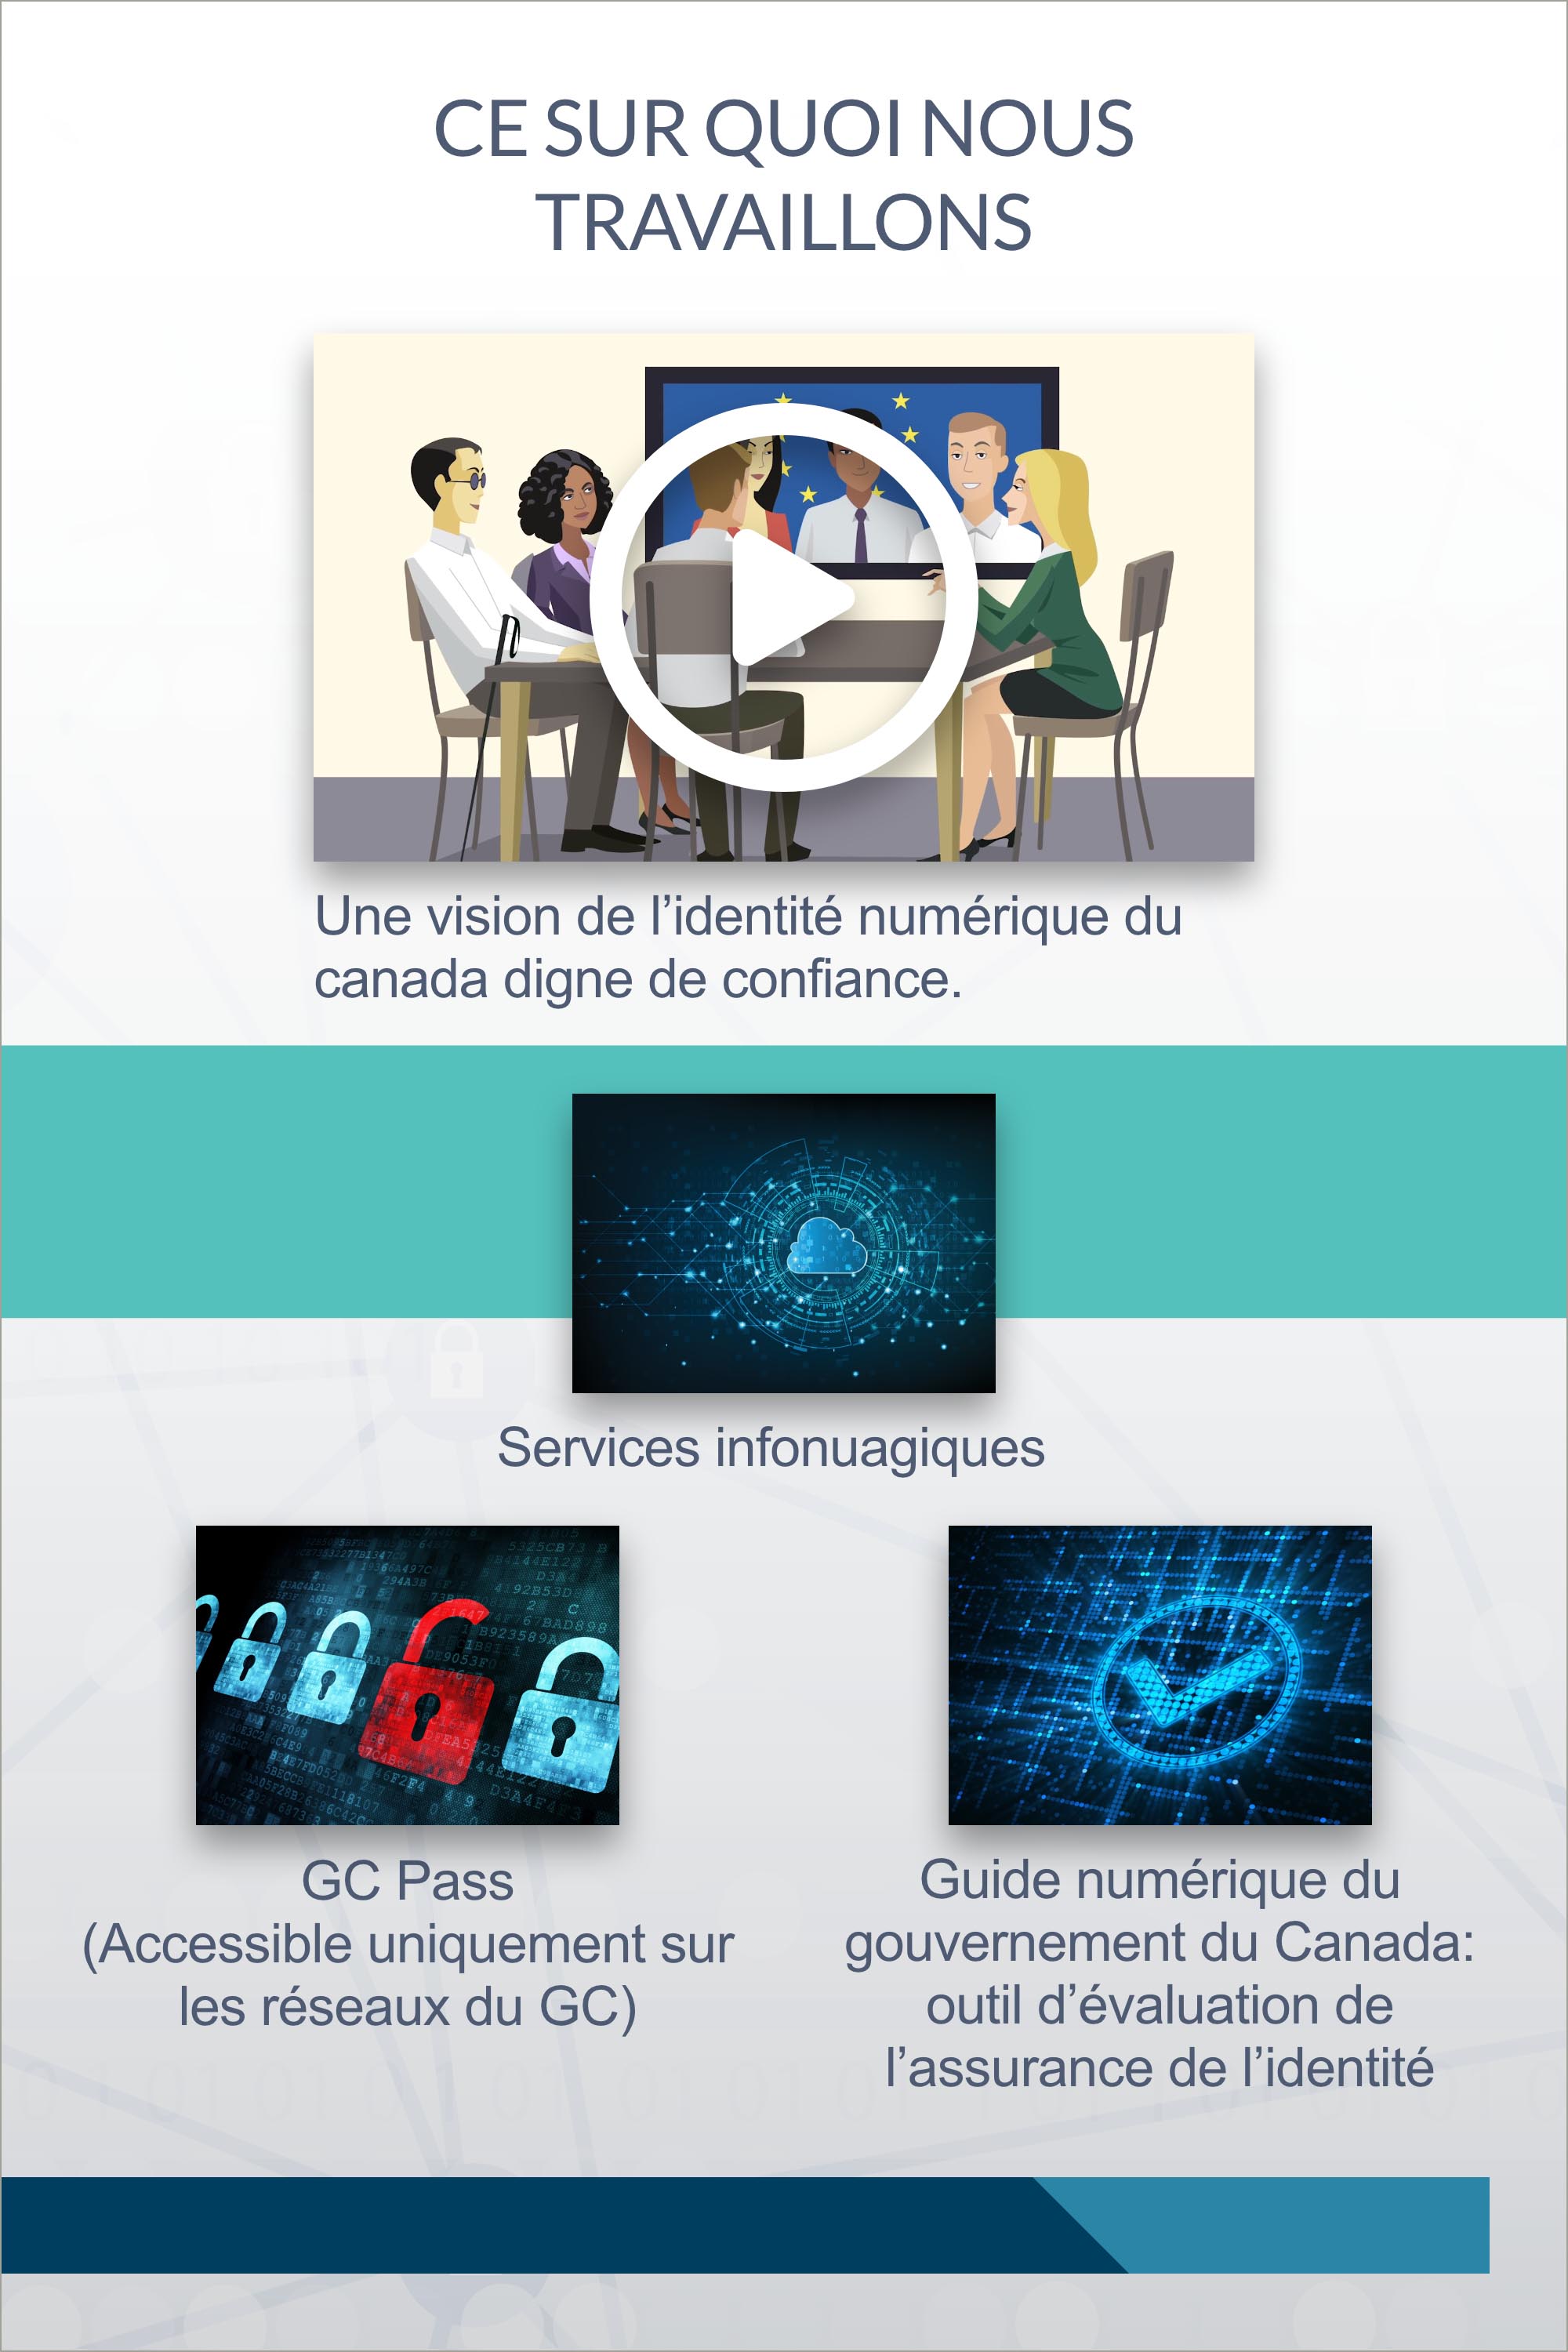 CE SUR QUOI NOUS
TRAVAILLONS
Une vision de l’identité numérique du
canada digne de confiance.
Services infonuagiques
GC Pass
(Accessible uniquement sur
les réseaux du GC)
Guide numérique du
gouvernement du Canada:
outil d’évaluation de
l’assurance de l’identité